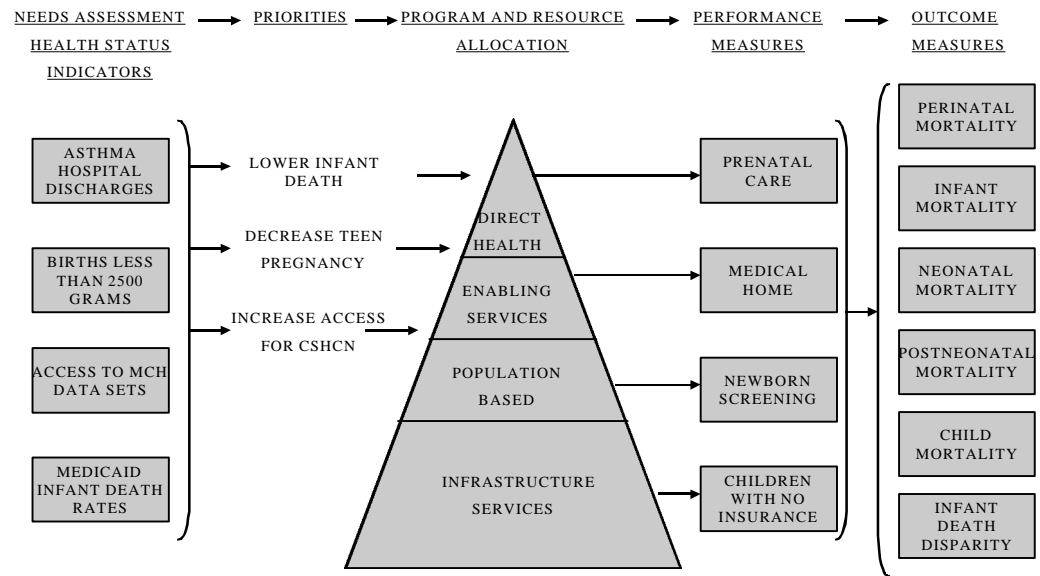 NEEDS ASSESSMENT
HEALTH STATUS
INDICATORS
PRIORITIES
PROGRAM AND RESOURCE
ALLOCATION
PERFORMANCE
MEASURES
OUTCOME
MEASURES
ASTHMA
HOSPITAL
DISCHARGES
BIRTHS LESS
THAN 2500
GRAMS
ACCESS TO MCH
DATA SETS
MEDICAID
INFANT DEATH
RATES
LOWER INFANT
DEATH
DECREASE TEEN
PREGNANCY
INCREASE ACCESS
FOR CSHCN
DIRECT
HEALTH
ENABLING
SERVICES
POPULATION
BASED
INFRASTRUCTURE
SERVICES
PRENATAL
CARE
MEDICAL
HOME
NEWBORN
SCREENING
CHILDREN
WITH NO
INSURANCE
PERINATAL
MORTALITY
INFANT
MORTALITY
NEONATAL
MORTALITY
POSTNEONATAL
MORTALITY
CHILD
MORTALITY
INFANT
DEATH
DISPARITY